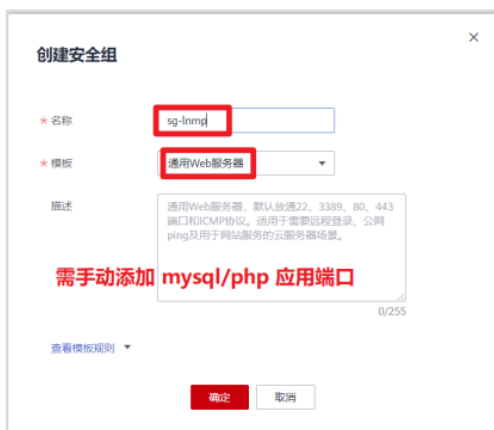 ×
创建安全组
* 名称
sg-lnmp
* 模板
通用Web服务器
描述
通用Web服务器，默认放通22、3389、80、443
端口和ICMP协议。适用于需要远程登录、公网
ping及用于网站服务的云服务器场景。
需手动添加 mysql/php 应用端口
0/255
查看模板规则
确定
取消